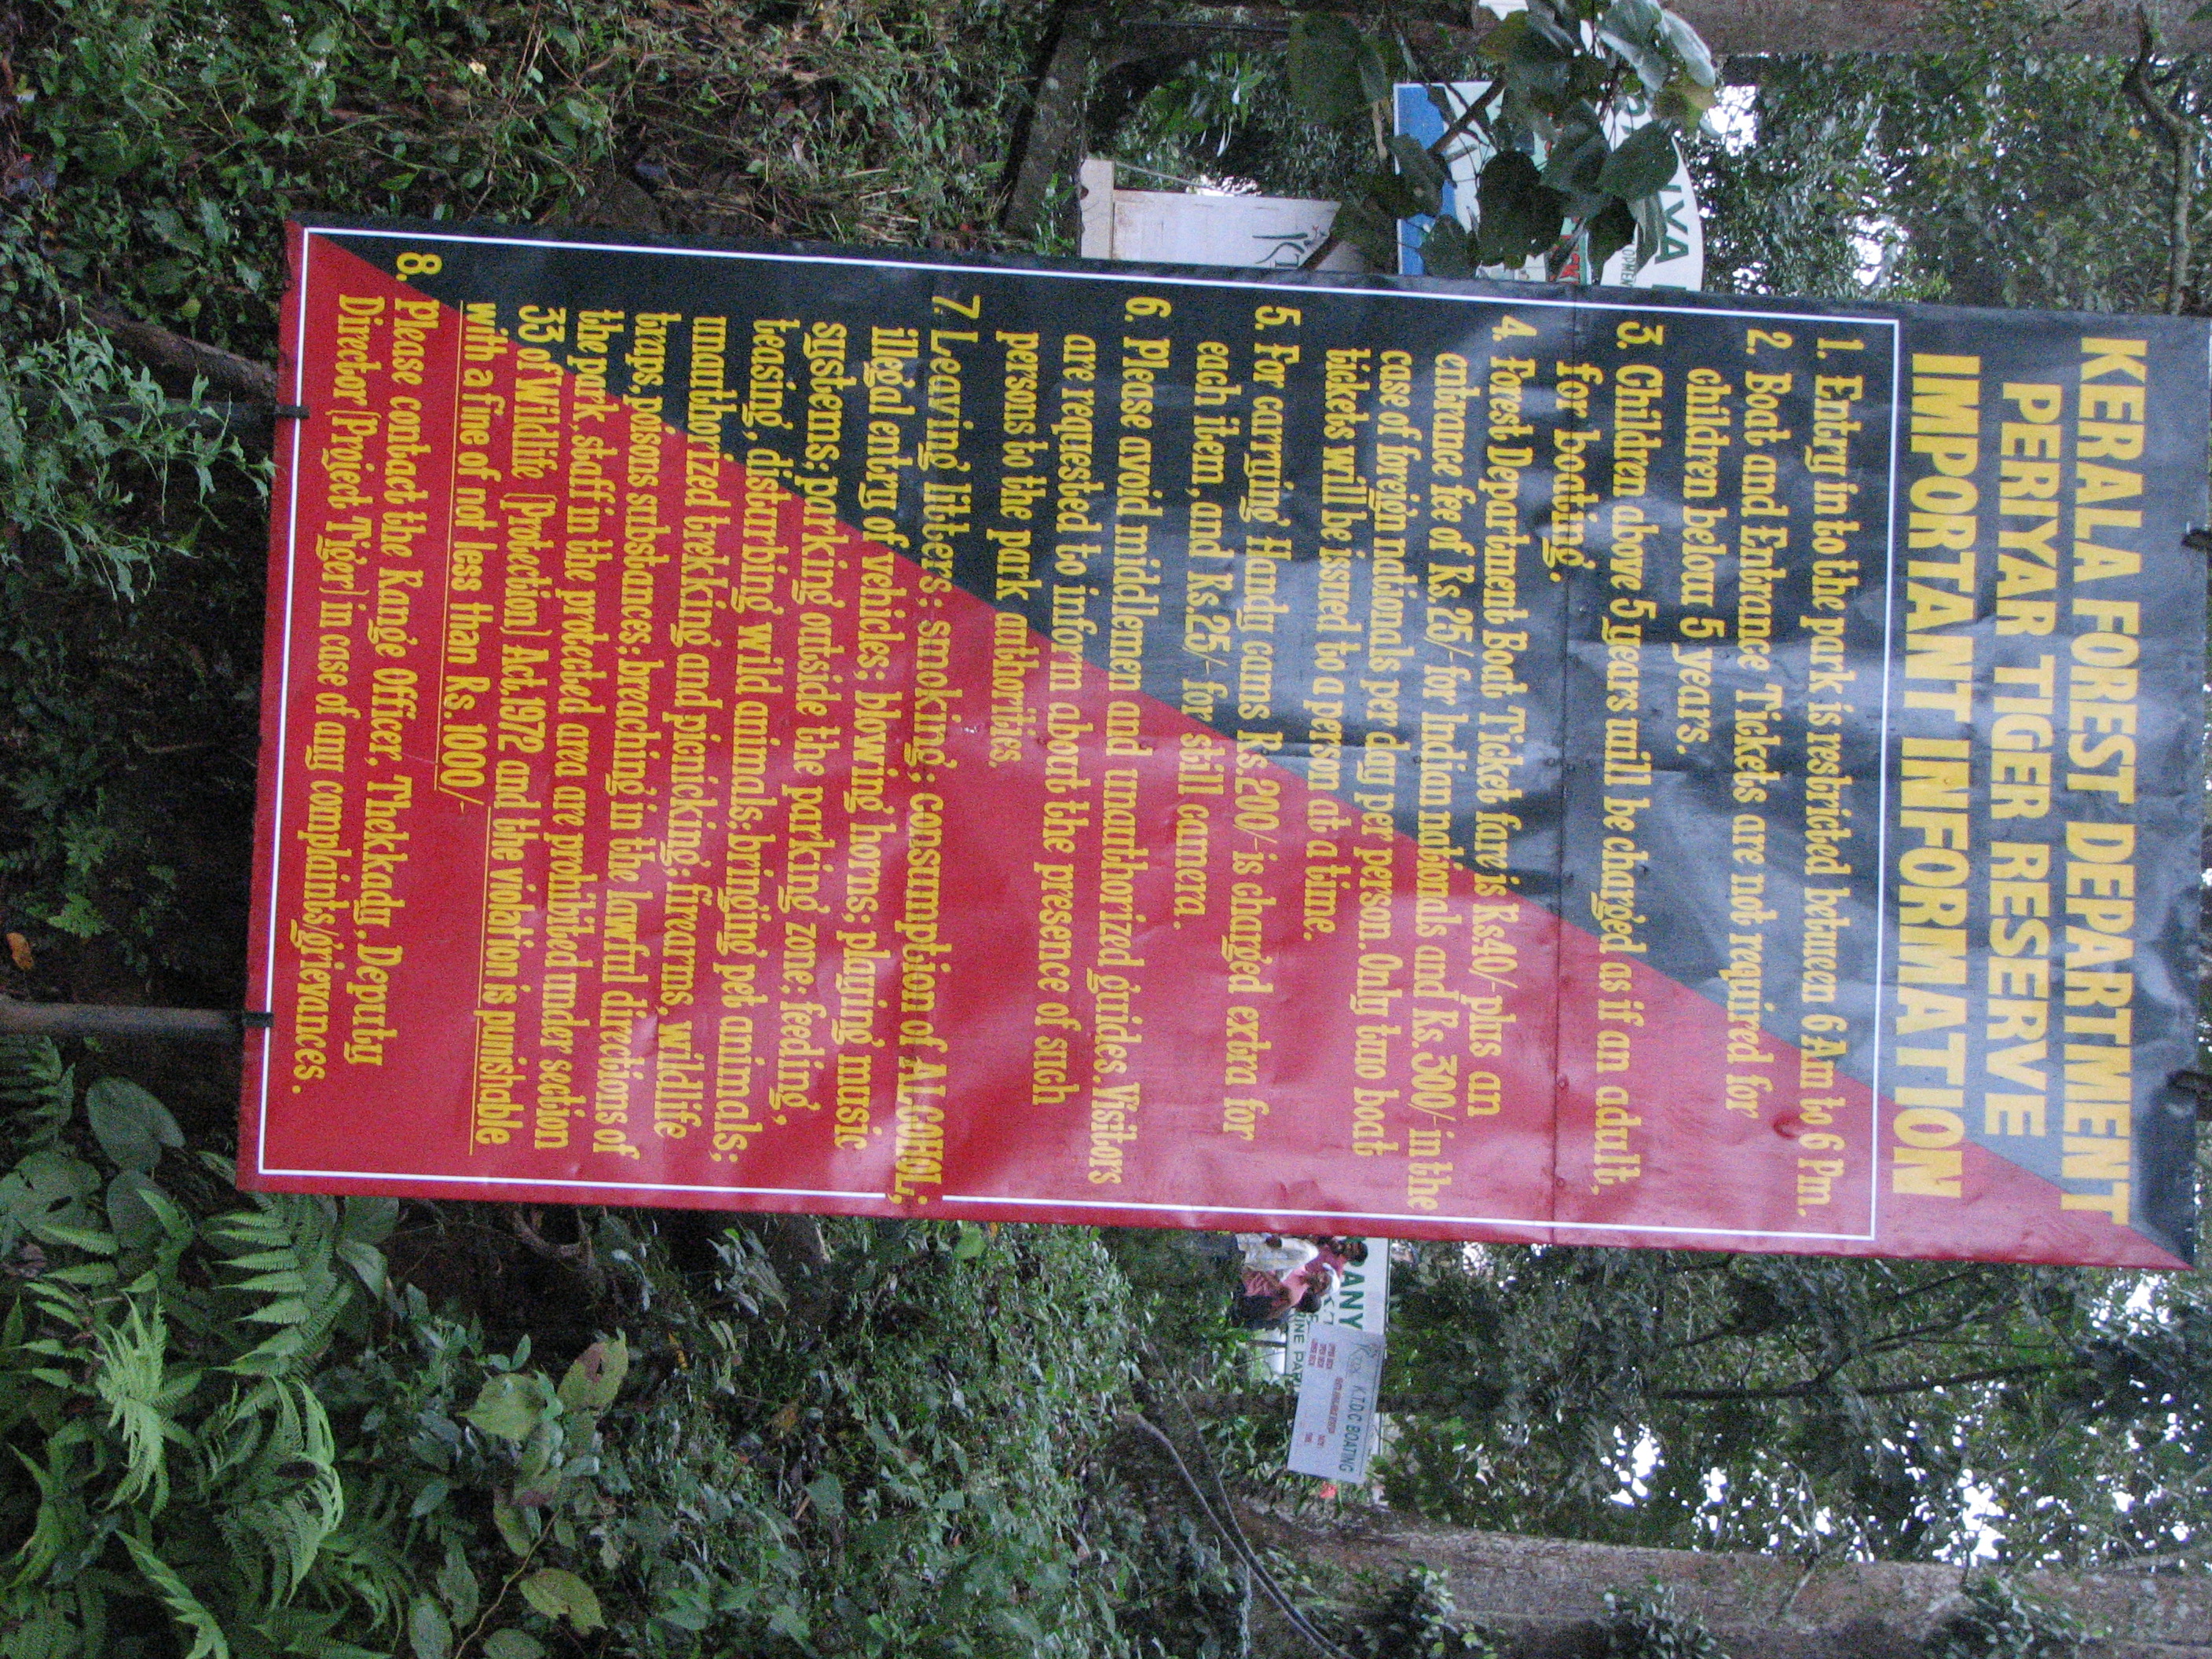 KERALA FOREST DEPARTMENT
PERIYAR TIGER RESERVE
IMPORTANT INFORMATION
1. Entry in to the park is restricted between 6 Am to 6 Pm.
2. Boat and Entrance Tickets are not required for
children below 5 years.
3. Children above 5 years will be charged as if an adult,
for boating.
4. Forest Department Boat Ticket fare is Rs.40/- plus an
entrance fee of Rs 25/- for Indian nationals and Rs 300/- in the
case of foreign nationals per day per person. Only two boat
tickets will be issued to a person at a time.
5. For carrying Handy cams Rs.200/- is charged extra for
each item, and Rs.25/- for still camera.
6. Please avoid midlemen and unauthorized guides. Visitors
are requested to inform about the presence of such
persons to the park authorities.
7. Leaving litters; smoking; consumption of ALCOHOL;
illegal entry of vehicles; blowing horns; playing music
systems; parking outside the parking zone; feeding,
teasing, disturbing wild animals; bringing pet animals;
unauthorized trekking and picnicking; firearms, wildlife
traps, poisons substances; breaching in the lawful directions of
the park staff in the protected area are prohibited under section
33 of Wildlife (Protection) Act.1972 and the violation is punishable
with a fine of not less than Rs.1000/-
8. Please contact the Range Officer, Thekkady, Deputy
Director (Project Tiger) in case of any complaints/grievances.
ANY
INE PAR
K.T.D.C BOATING